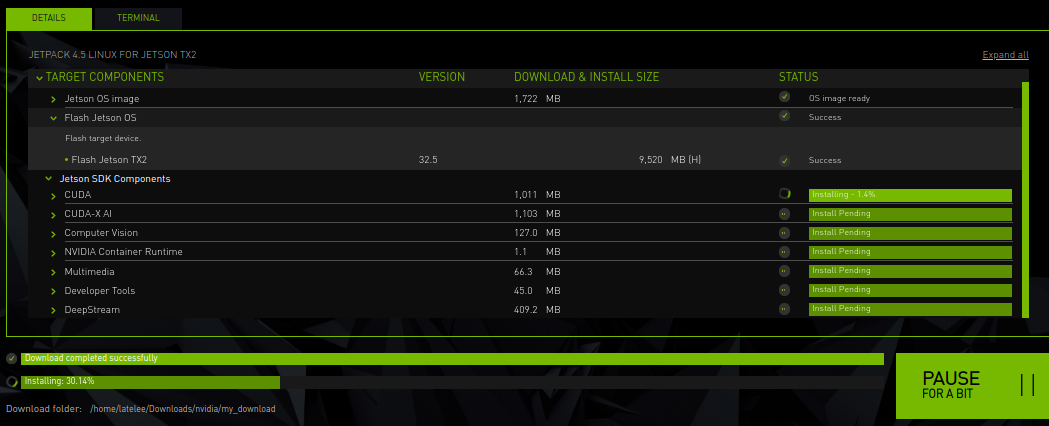 DETAILS TERMINAL
JETPACK 4.5 LINUX FOR JETSON TX2 Expand all
TARGET COMPONENTS VERSION DOWNLOAD & INSTALL SIZE STATUS
Jetson OS image 1,722 MB OS image ready
Flash Jetson OS Success
Flash target device.
Flash Jetson TX2 32.5 9,520 MB (H) Success
Jetson SDK Components
CUDA 1,011 MB Installing - 1.4%
CUDA-X AI 1,103 MB Install Pending
Computer Vision 127.0 MB Install Pending
NVIDIA Container Runtime 1.1 MB Install Pending
Multimedia 66.3 MB Install Pending
Developer Tools 45.0 MB Install Pending
DeepStream 409.2 MB Install Pending
Download completed successfully
Installing: 30.14%
PAUSE
FOR A BIT
Download folder: /home/latelee/Downloads/nvidia/my_download